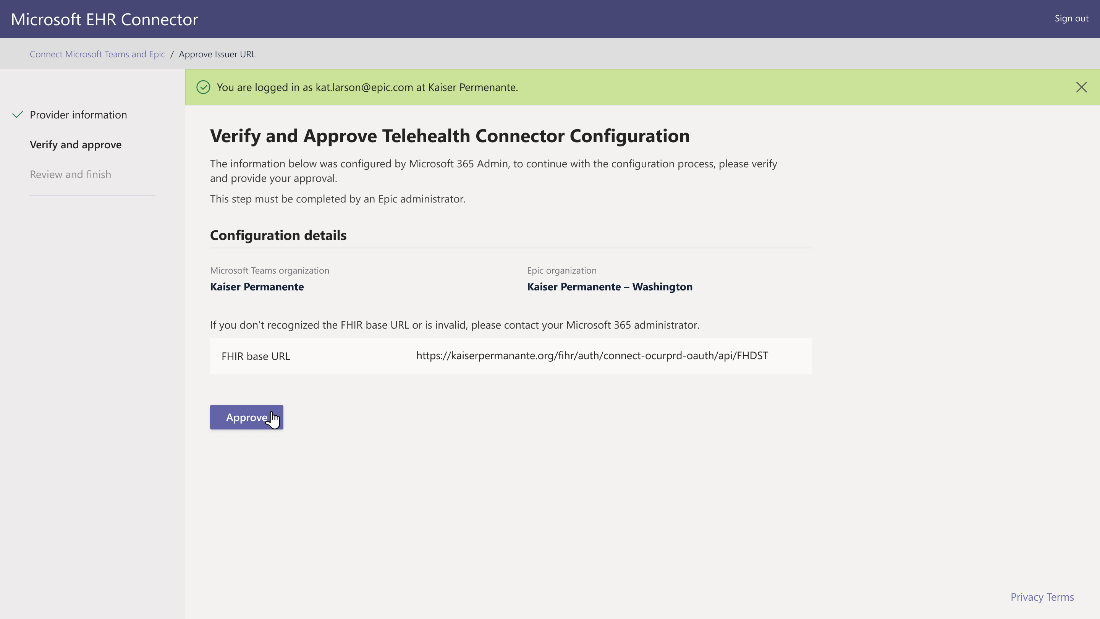 Microsoft EHR Connector
Sign out
Connect Microsoft Teams and Epic / Approve Issuer URL
You are logged in as kat.larson@epic.com at Kaiser Permenante.
Provider information
Verify and approve
Review and finish
Verify and Approve Telehealth Connector Configuration
The information below was configured by Microsoft 365 Admin, to continue with the configuration process, please verify
and provide your approval.
This step must be completed by an Epic administrator.
Configuration details
Microsoft Teams organization
Epic organization
Kaiser Permanente
Kaiser Permanente – Washington
If you don't recognized the FHIR base URL or is invalid, please contact your Microsoft 365 administrator.
FHIR base URL
https://kaiserpermanante.org/fihr/auth/connect-ocurprd-oauth/api/FHDST
Approve
Privacy Terms